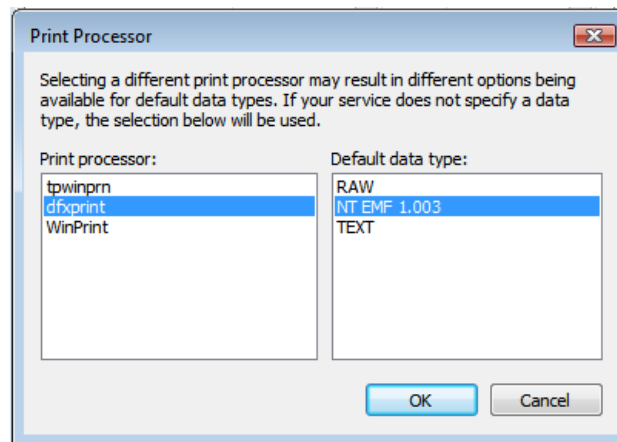 Print Processor
Selecting a different print processor may result in different options being
available for default data types. If your service does not specify a data
type, the selection below will be used.
Print processor:
Default data type:
tpwinprn
dfxprint
WinPrint
RAW
NT EMF 1.003
TEXT
OK
Cancel